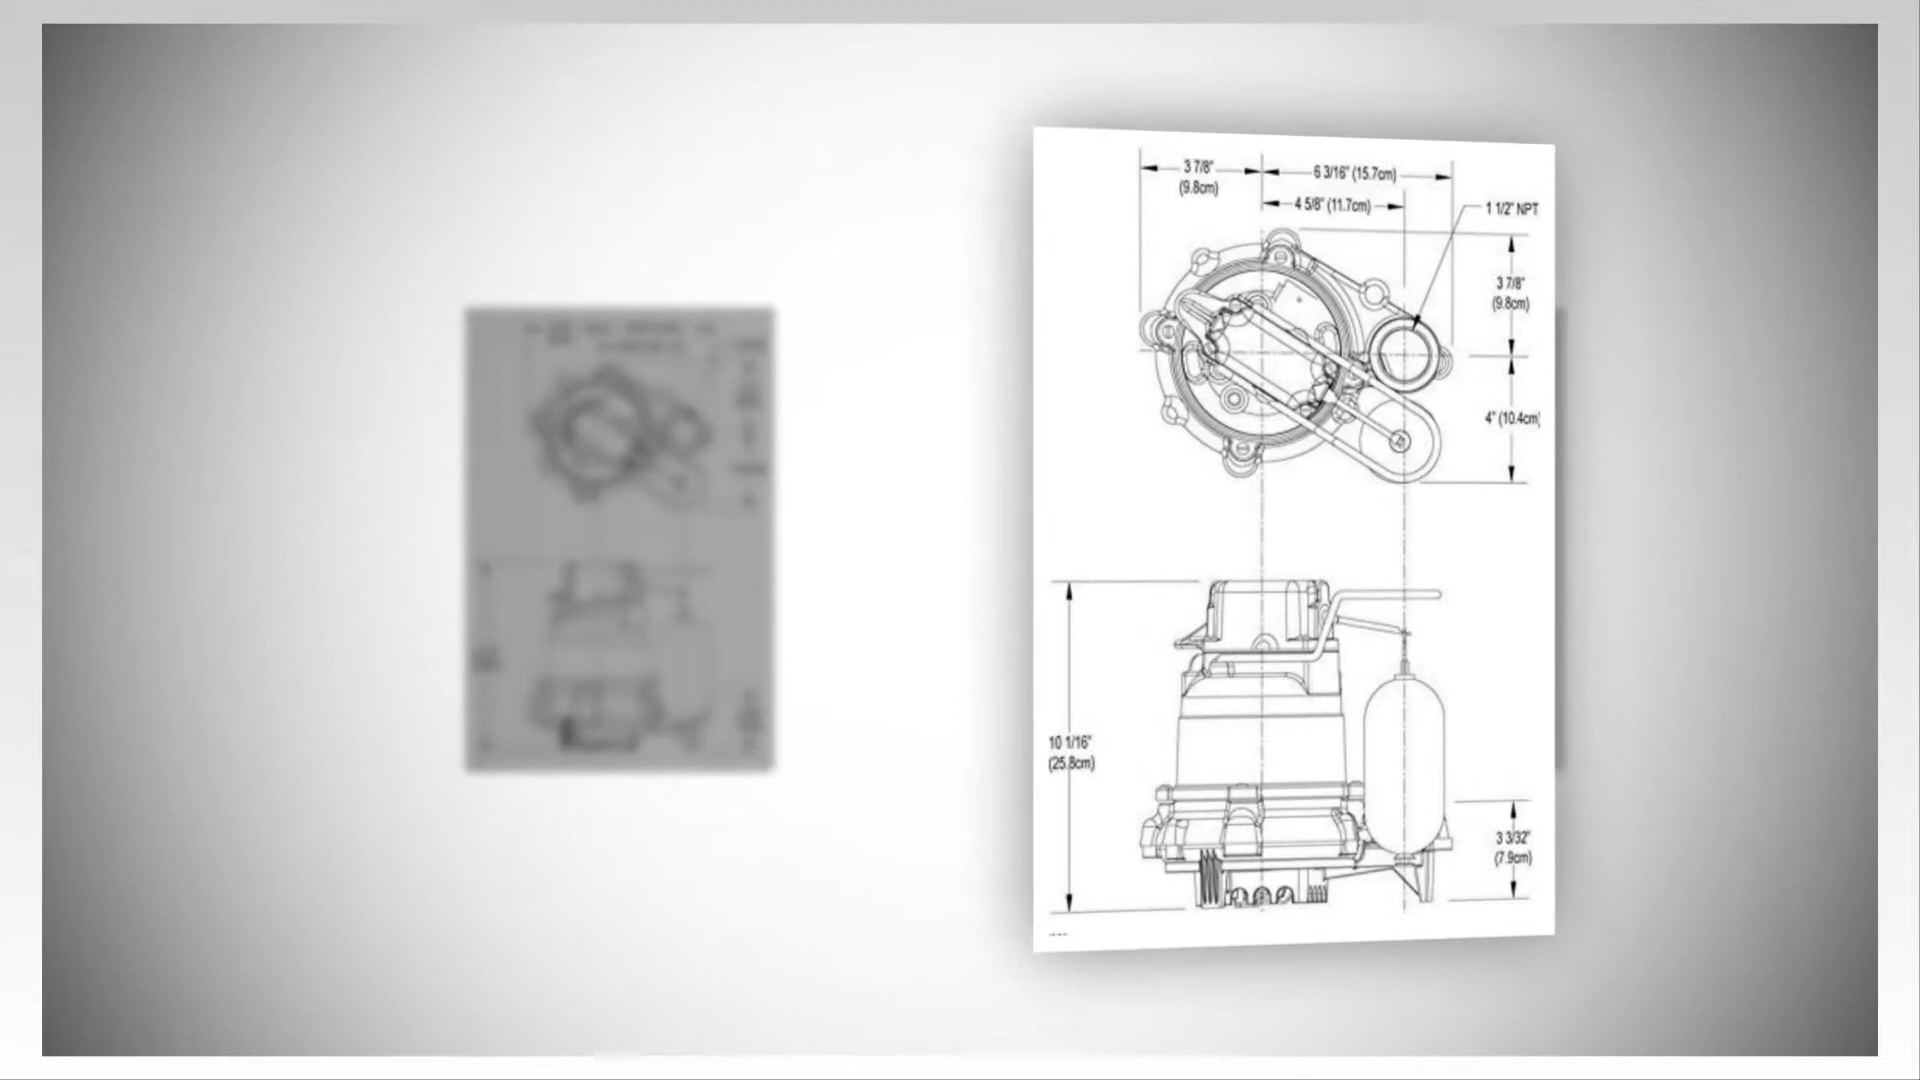 3 7/8"
(9.8cm)
6 3/16" (15.7cm)
4 5/8" (11.7cm)
1 1/2" NPT
3 7/8"
(9.8cm)
4" (10.4cm)
10 1/16"
(25.8cm)
3 3/32"
(7.9cm)